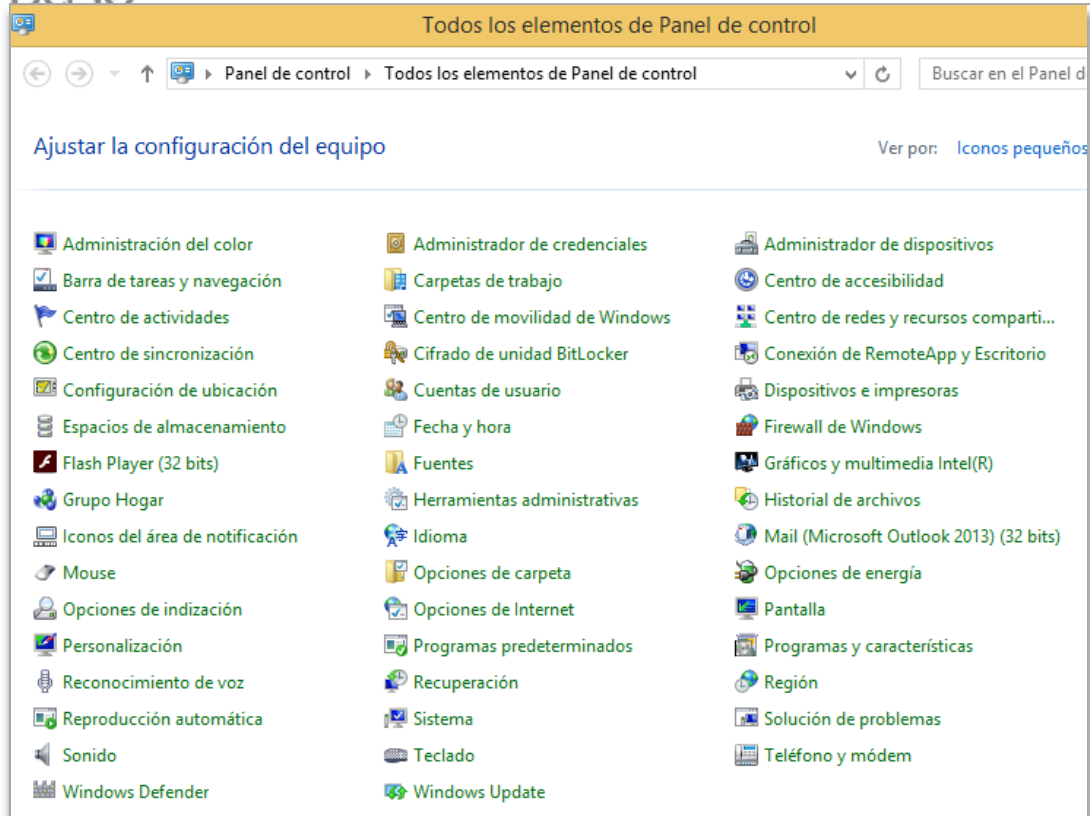 Todos los elementos de Panel de control
Panel de control Todos los elementos de Panel de control Buscar en el Panel d
Ajustar la configuración del equipo Ver por: Iconos pequeños
Administración del color Administrador de credenciales Administrador de dispositivos
Barra de tareas y navegación Carpetas de trabajo Centro de accesibilidad
Centro de actividades Centro de movilidad de Windows Centro de redes y recursos comparti...
Centro de sincronización Cifrado de unidad BitLocker Conexión de RemoteApp y Escritorio
Configuración de ubicación Cuentas de usuario Dispositivos e impresoras
Espacios de almacenamiento Fecha y hora Firewall de Windows
Flash Player (32 bits) Fuentes Gráficos y multimedia Intel(R)
Grupo Hogar Herramientas administrativas Historial de archivos
Iconos del área de notificación Idioma Mail (Microsoft Outlook 2013) (32 bits)
Mouse Opciones de carpeta Opciones de energía
Opciones de indización Opciones de Internet Pantalla
Personalización Programas predeterminados Programas y características
Reconocimiento de voz Recuperación Región
Reproducción automática Sistema Solución de problemas
Sonido Teclado Teléfono y módem
Windows Defender Windows Update